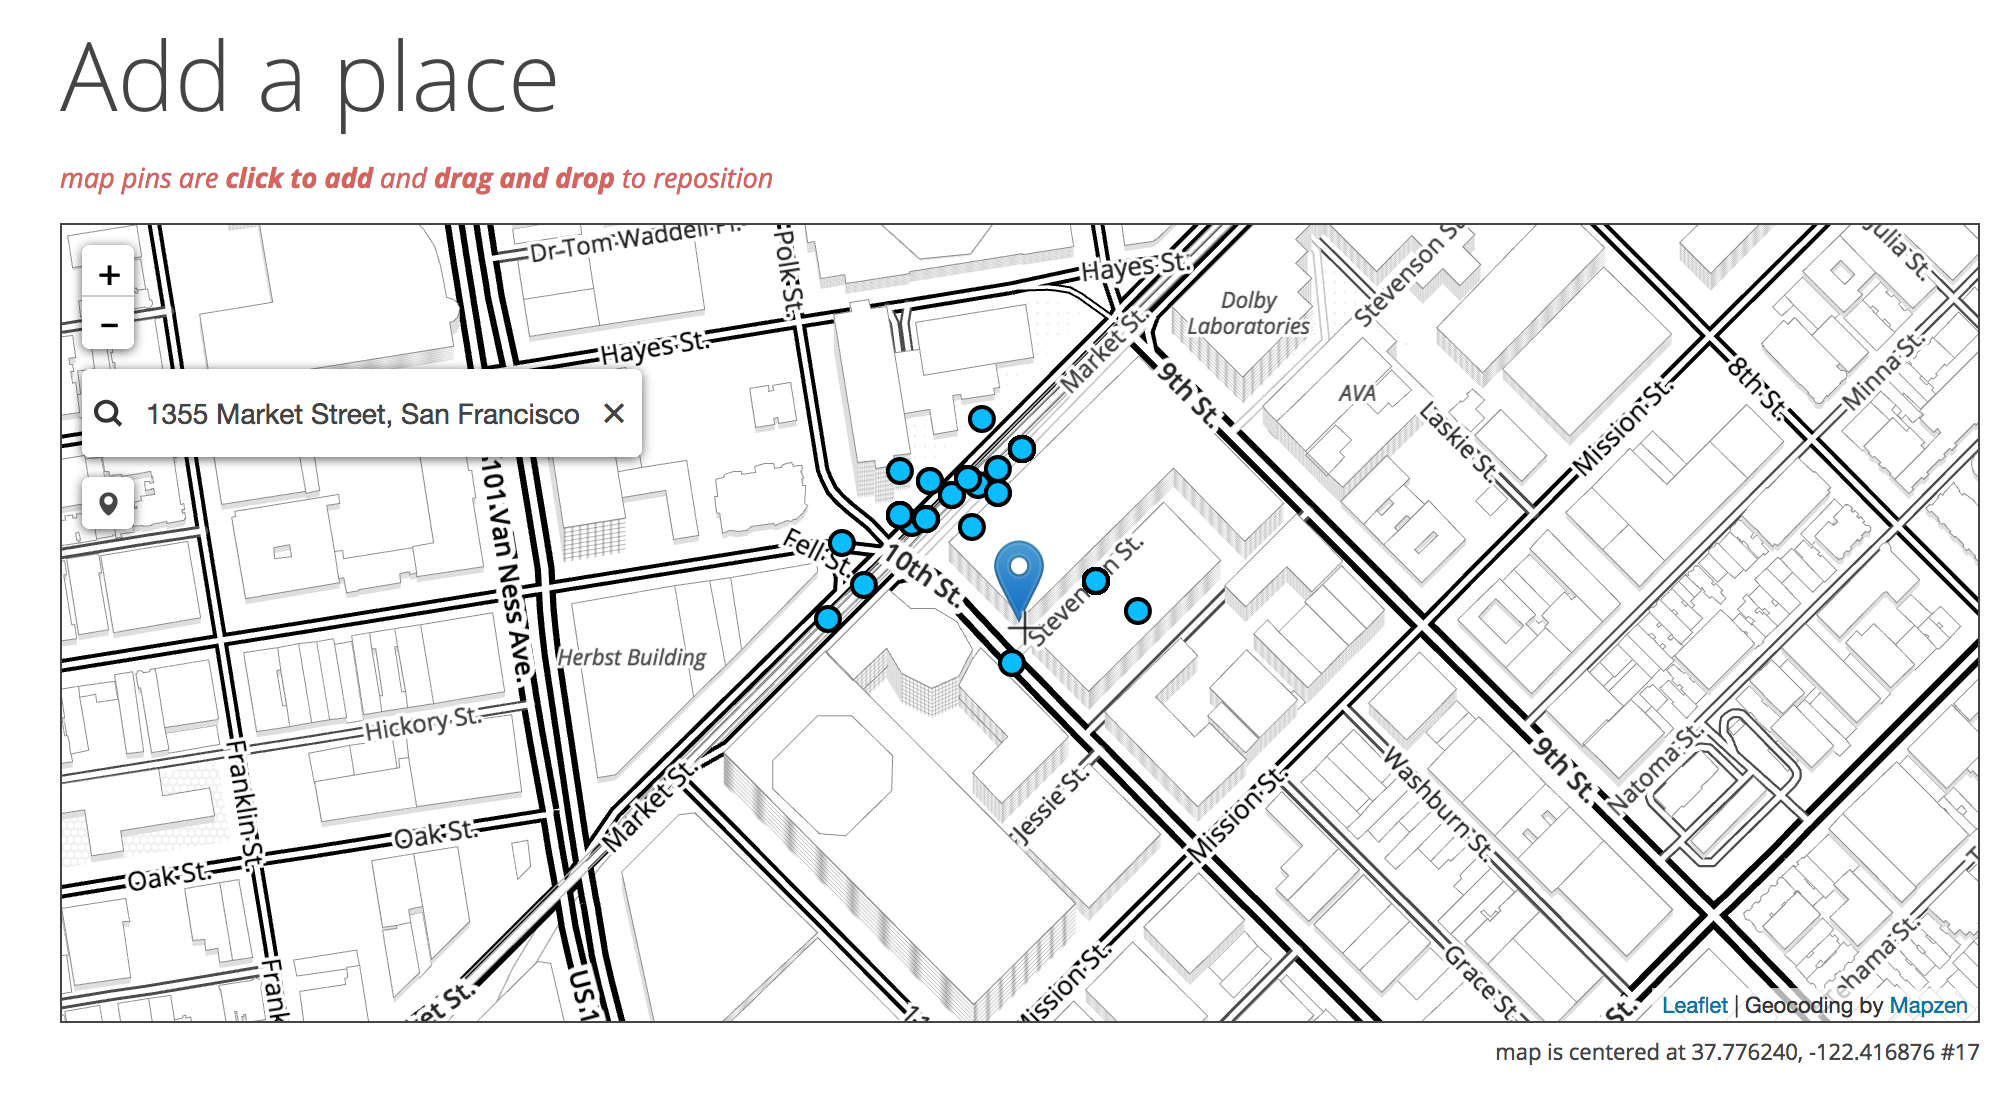 Add a place
map pins are click to add and drag and drop to reposition
Dr Tom Waddell Pl.
Polk St.
Hayes St.
Stevenson St.
Julia St.
+
−
Dolby
Laboratories
Hayes St.
Market St.
9th St.
AVA
8th St.
Minna St.
1355 Market Street, San Francisco ✕
Laskie St.
Mission St.
101 Van Ness Ave.
Fell St.
10th St.
Stevenson St.
Herbst Building
Hickory St.
Franklin St.
Market St.
Jessie St.
Mission St.
Washburn St.
9th St.
Natoma St.
Oak St.
Oak St.
Frank
et St.
US 1
11
Mission St.
Grace St.
St.
ehama St.
T
Leaflet | Geocoding by Mapzen
map is centered at 37.776240, -122.416876 #17